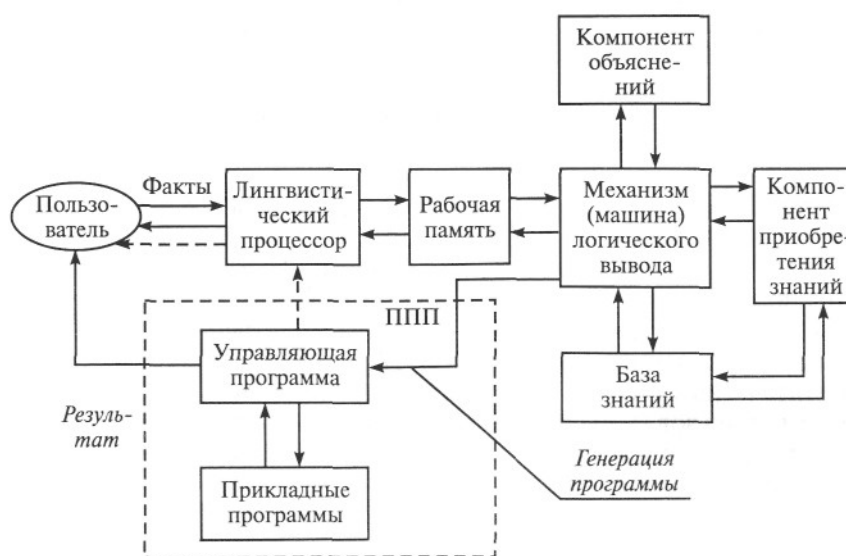 Компонент
объясне-
ний
Факты
Пользо-
ватель
Лингвисти-
ческий
процессор
Рабочая
память
Механизм
(машина)
логического
вывода
Компо-
нент
приобре-
тения
знаний
ППП
Управляющая
программа
База
знаний
Резуль-
тат
Генерация
программы
Прикладные
программы